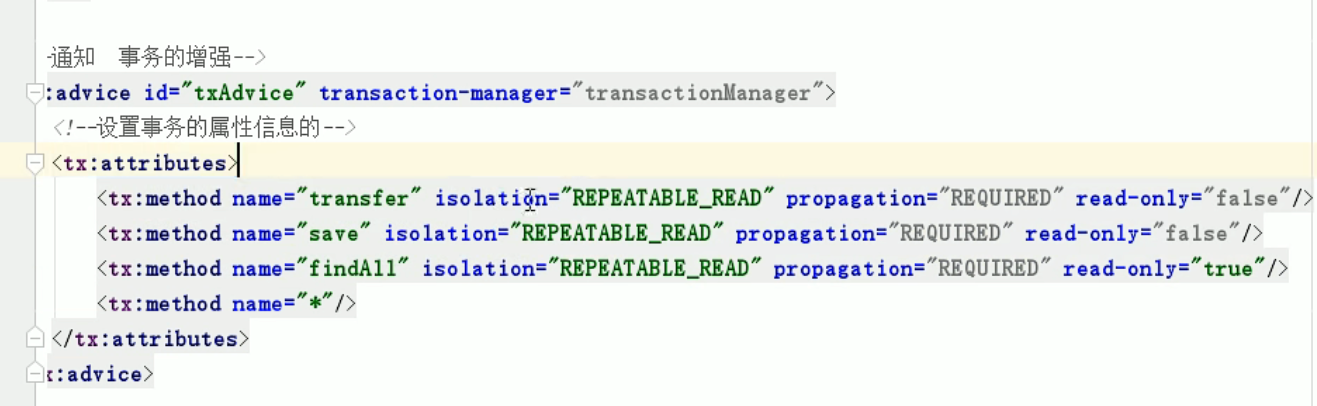 -通知 事务的增强-->
:advice id="txAdvice" transaction-manager="transactionManager">
<!--设置事务的属性信息的-->
<tx:attributes>
<tx:method name="transfer" isolation="REPEATABLE_READ" propagation="REQUIRED" read-only="false"/>
<tx:method name="save" isolation="REPEATABLE_READ" propagation="REQUIRED" read-only="false"/>
<tx:method name="findAll" isolation="REPEATABLE_READ" propagation="REQUIRED" read-only="true"/>
<tx:method name="*"/>
</tx:attributes>
:advice>